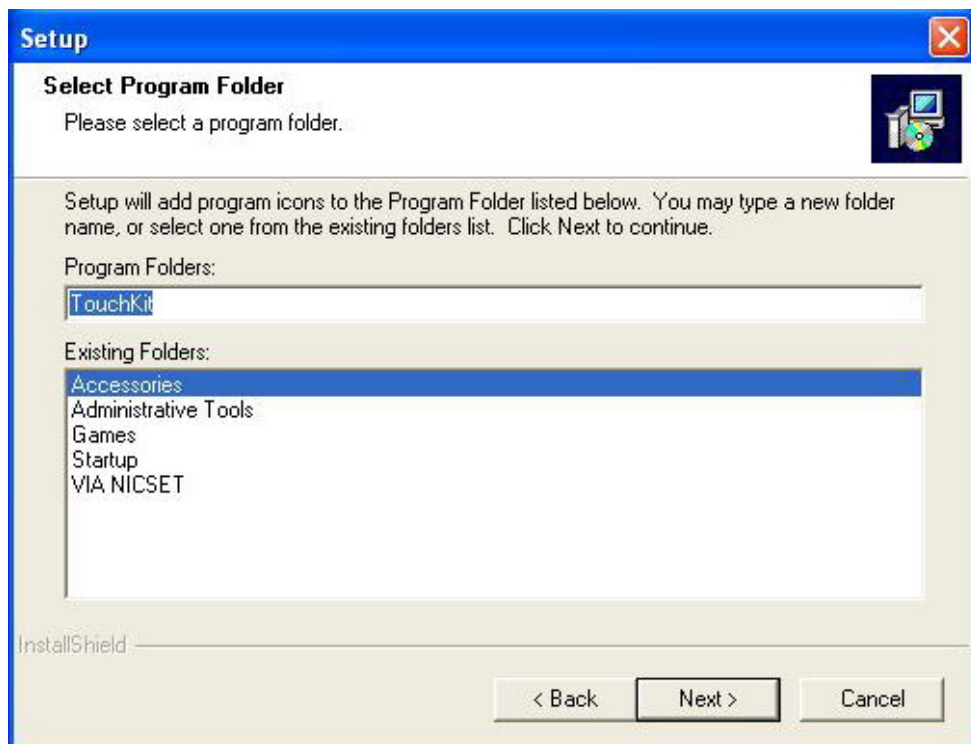 Setup
Select Program Folder
Please select a program folder.
Setup will add program icons to the Program Folder listed below.  You may type a new folder
name, or select one from the existing folders list.  Click Next to continue.
Program Folders:
TouchKit
Existing Folders:
Accessories
Administrative Tools
Games
Startup
VIA NICSET
InstallShield
< Back
Next >
Cancel